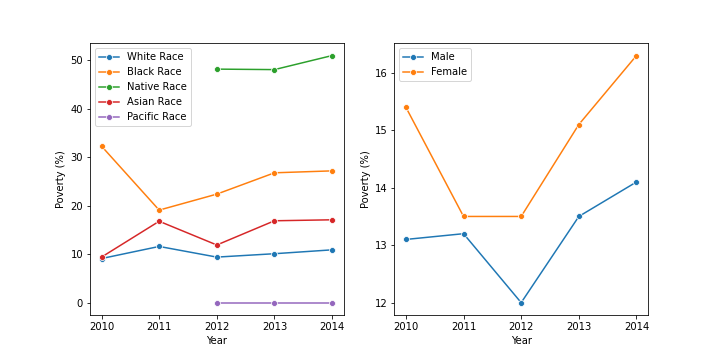 White Race
Black Race
Native Race
Asian Race
Pacific Race
50
40
30
20
10
0
Poverty (%)
2010 2011 2012 2013 2014
Year
Male
Female
16
15
14
13
12
Poverty (%)
2010 2011 2012 2013 2014
Year